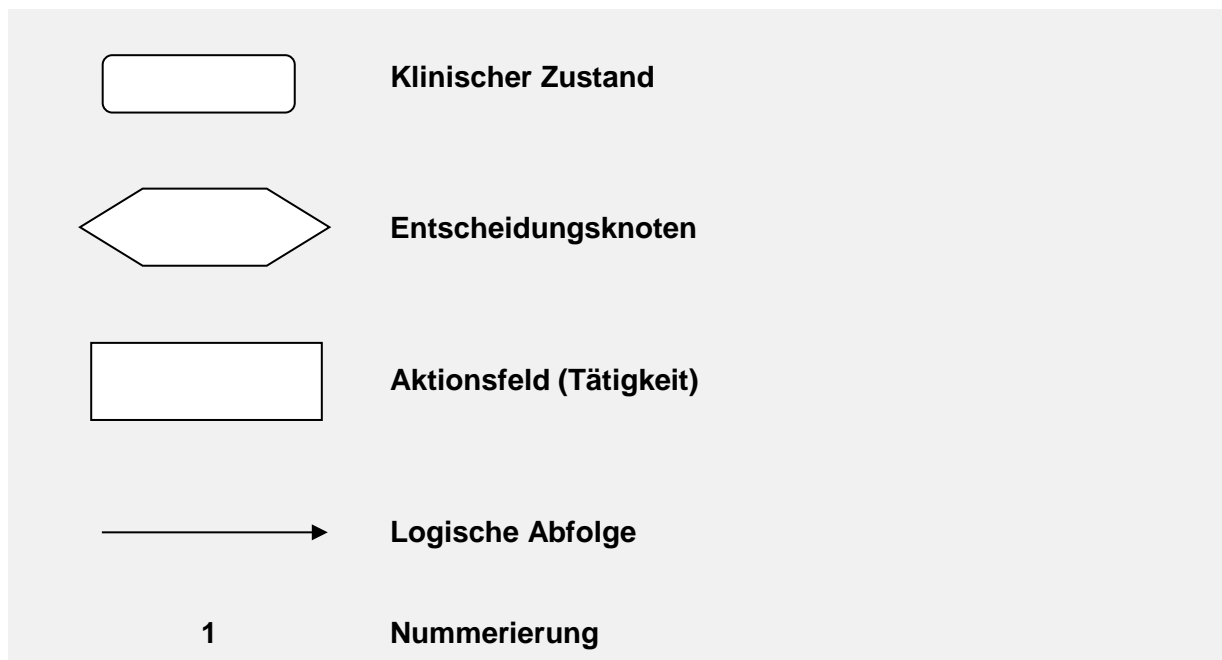 Klinischer Zustand
Entscheidungsknoten
Aktionsfeld (Tätigkeit)
Logische Abfolge
1 Nummerierung